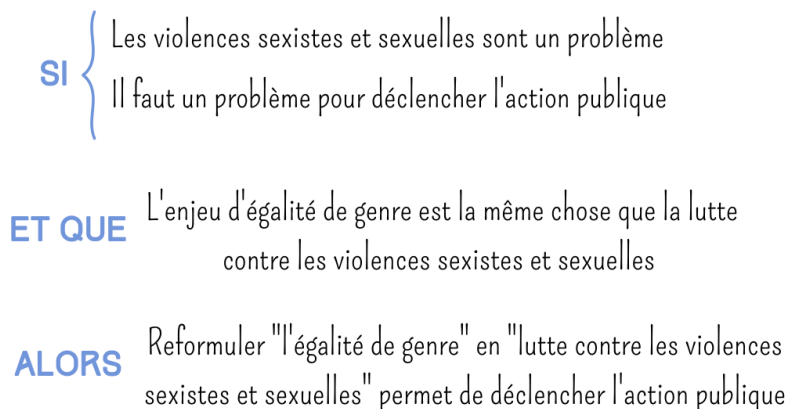 SI
Les violences sexistes et sexuelles sont un problème
Il faut un problème pour déclencher l'action publique
ET QUE
L'enjeu d'égalité de genre est la même chose que la lutte
contre les violences sexistes et sexuelles
ALORS
Reformuler "l'égalité de genre" en "lutte contre les violences
sexistes et sexuelles" permet de déclencher l'action publique